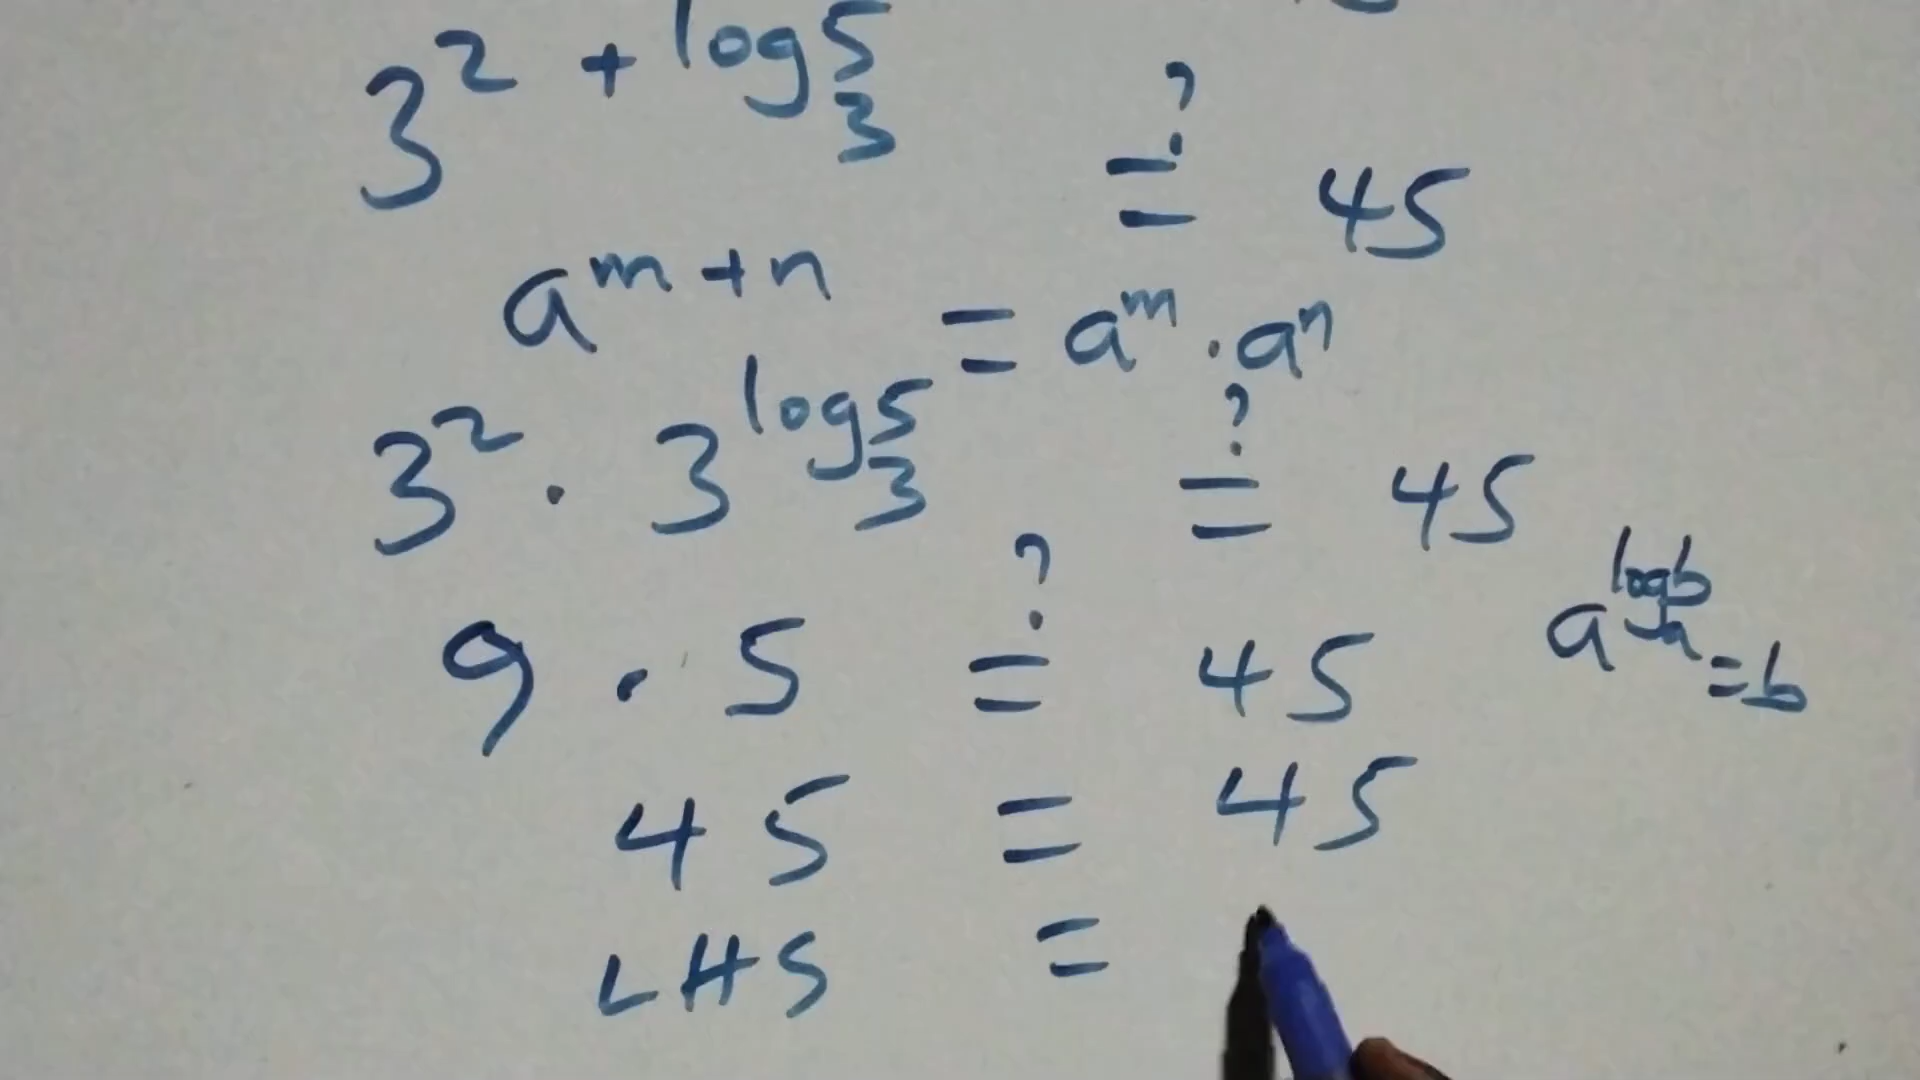 3^{2 + log_3 5} ?= 45
a^{m+n} = a^m · a^n
3^2 · 3^{log_3 5} ?= 45
9 · 5 ?= 45
a^{log_a b} = b
45 = 45
LHS =